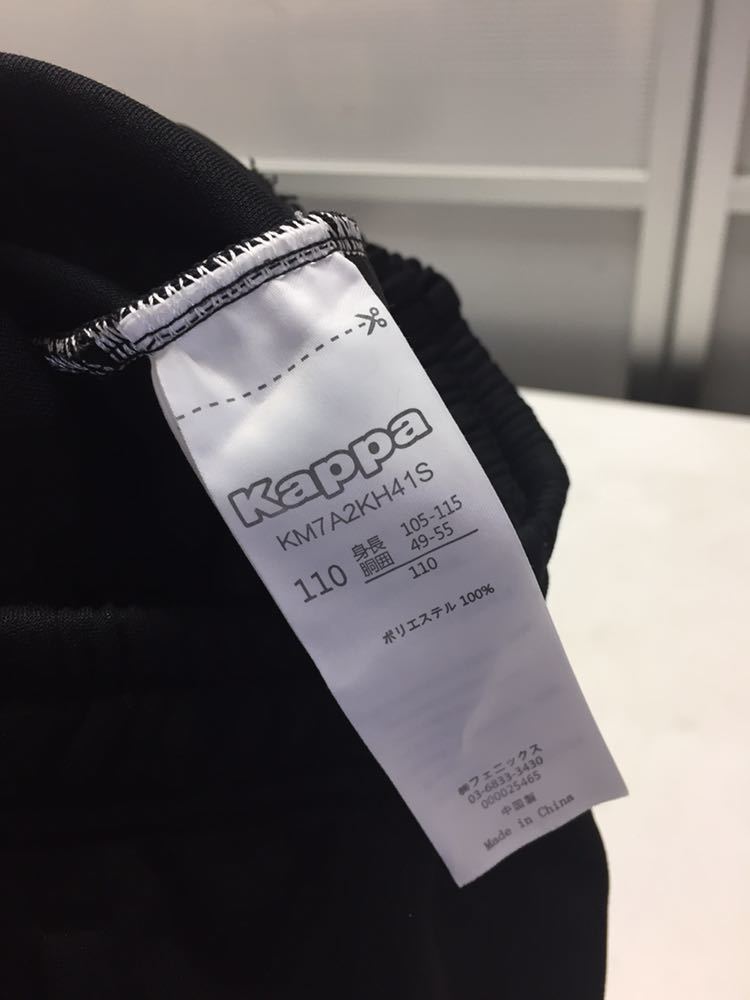 Kappa
KM7A2KH41S
110 身長 105-115
胴囲 49-55
110
ポリエステル 100%
㈱フェニックス
03-6833-3430
000025465
中国製
Made in China